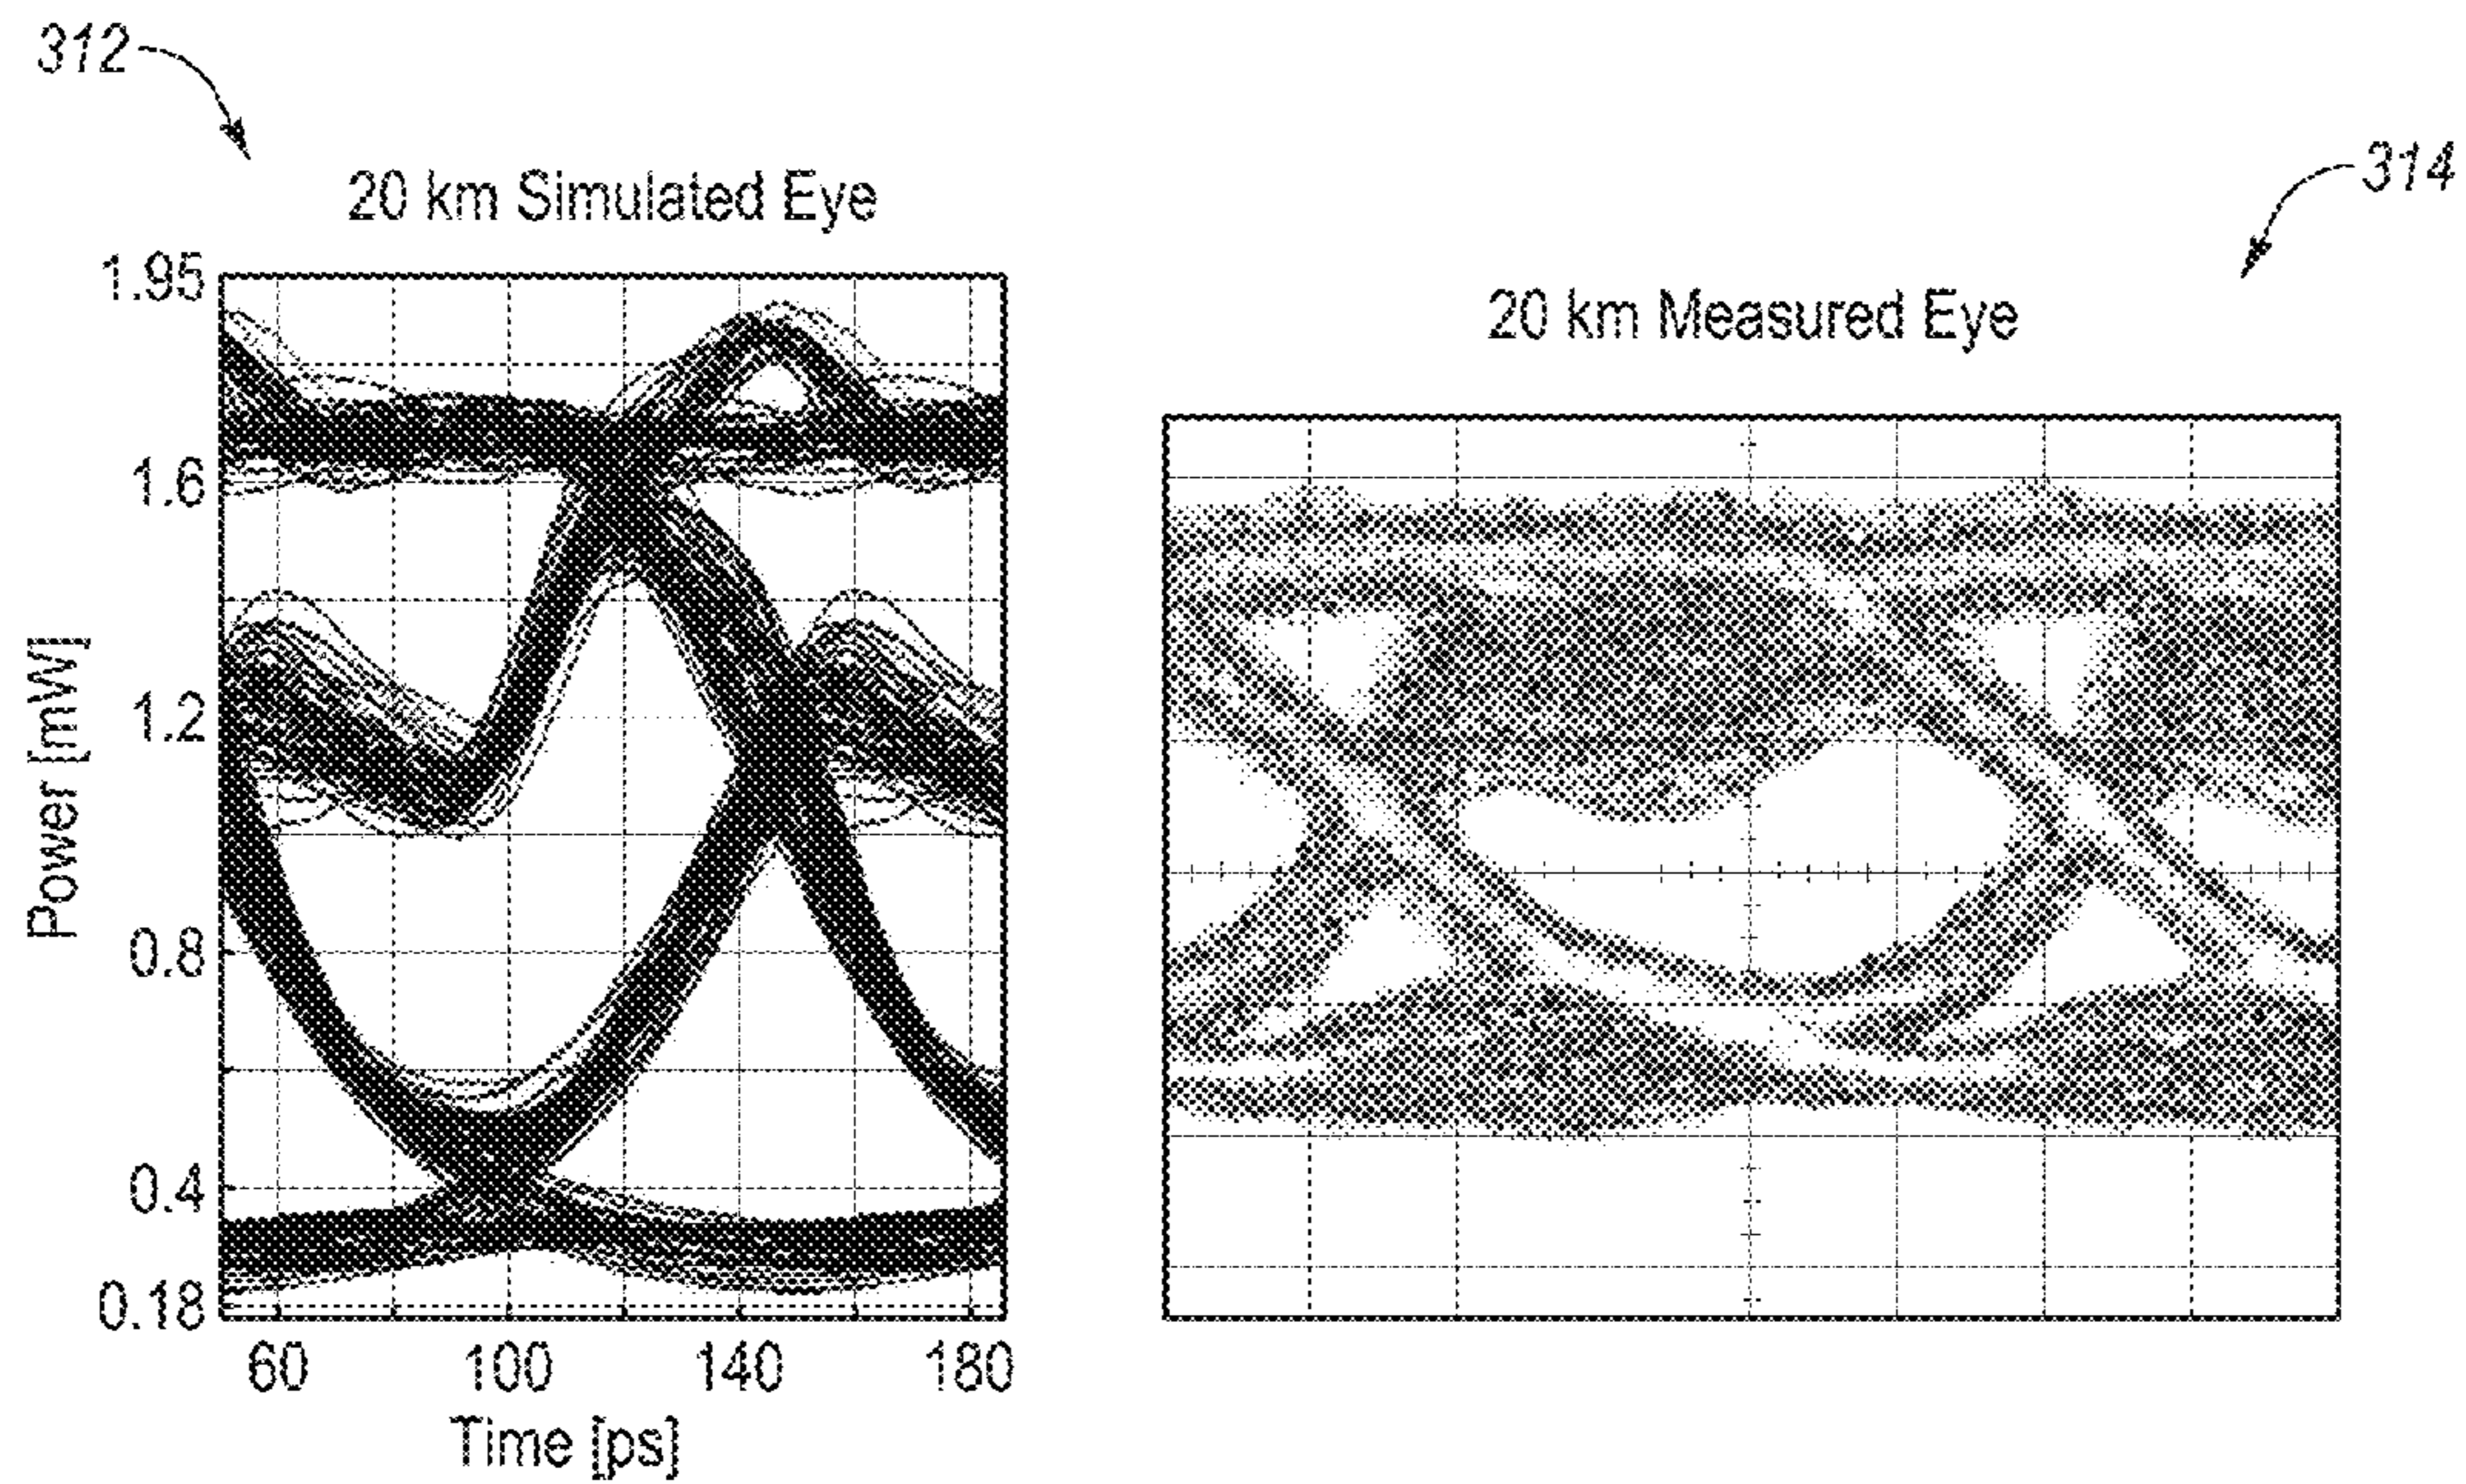 312
20 km Simulated Eye
1.95
1.6
1.2
0.8
0.4
0.18
Power [mW]
60 100 140 180
Time [ps]
314
20 km Measured Eye